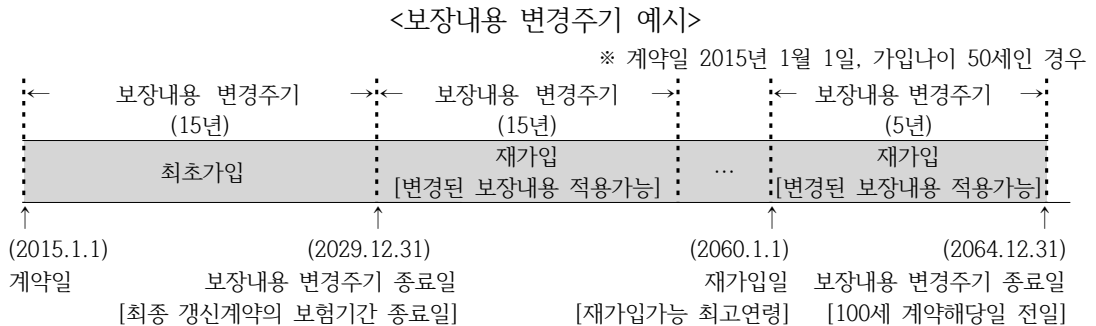 <보장내용 변경주기 예시>
※ 계약일 2015년 1월 1일, 가입나이 50세인 경우
← 보장내용 변경주기 → ← 보장내용 변경주기 → ← 보장내용 변경주기 →
(15년) (15년) (5년)
최초가입 재가입 … 재가입
[변경된 보장내용 적용가능] [변경된 보장내용 적용가능]
↑ ↑ ↑ ↑
(2015.1.1) (2029.12.31) (2060.1.1) (2064.12.31)
계약일 보장내용 변경주기 종료일 재가입일 보장내용 변경주기 종료일
[최종 갱신계약의 보험기간 종료일] [재가입가능 최고연령] [100세 계약해당일 전일]